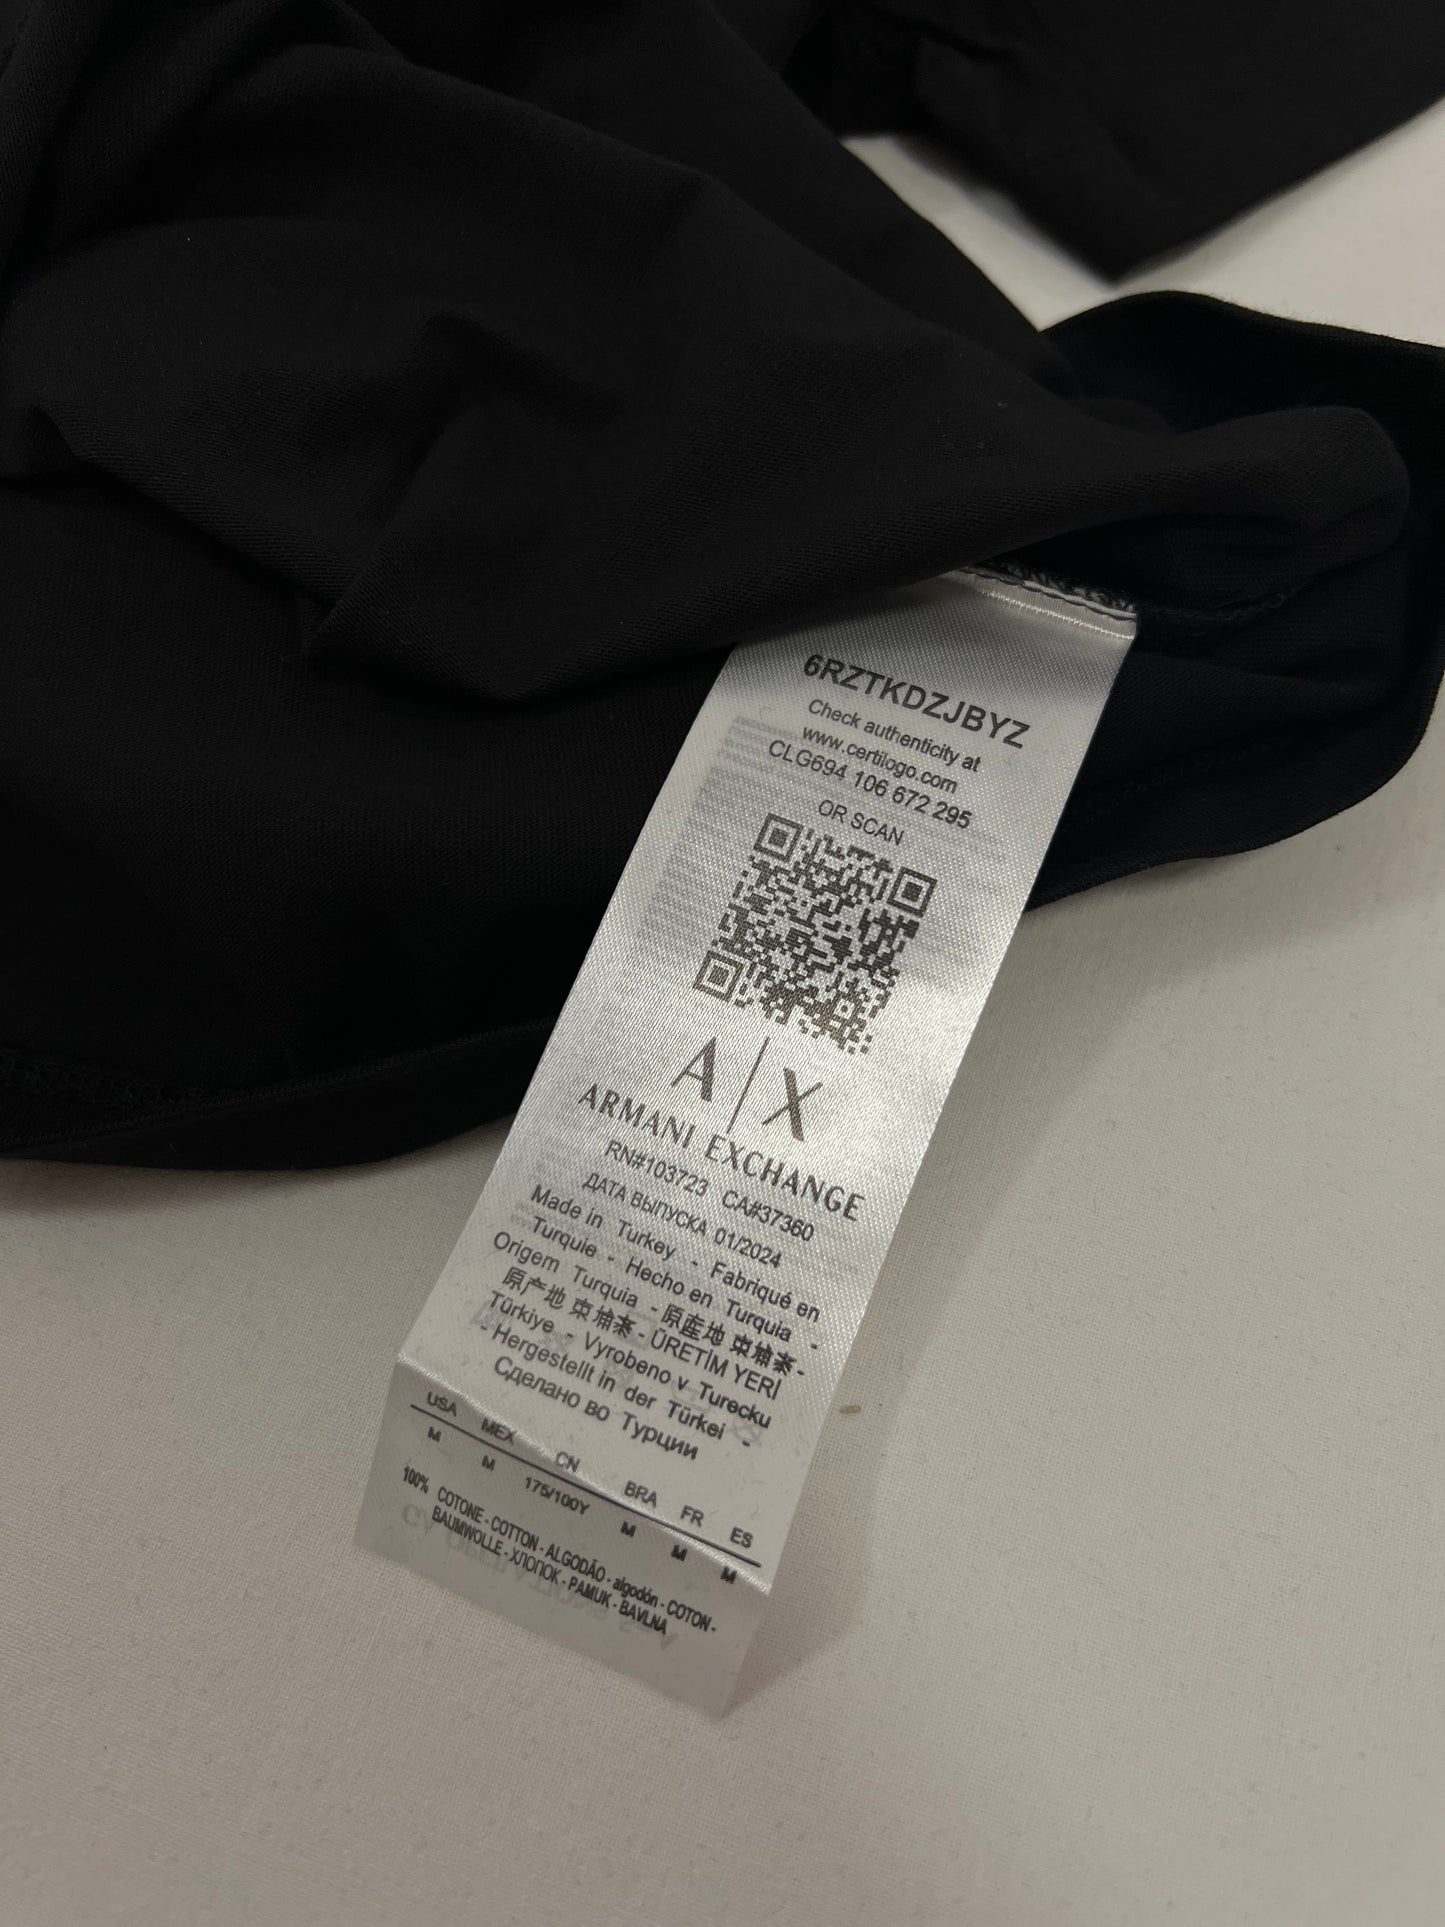 6RZTKDZJBYZ
Check authenticity at
www.certilogo.com
CLG694 106 672 295
OR SCAN
A|X
ARMANI EXCHANGE
RN#103723 CA#37360
ДАТА ВЫПУСКА 01/2024
Made in Turkey - Fabriqué en
Turquie - Hecho en Turquia -
Origem Turquia - 原産地
原产地 - ÜRETİM YERİ
Türkiye - Vyrobeno v Turecku
- Hergestellt in der Türkei -
Сделано во Турции
USA MEX CN BRA FR ES
M M 175/100Y M M M
100% COTONE - COTTON - ALGODÃO - algodón - COTON -
BAUMWOLLE - ХЛОПОК - PAMUK - BAVLNA